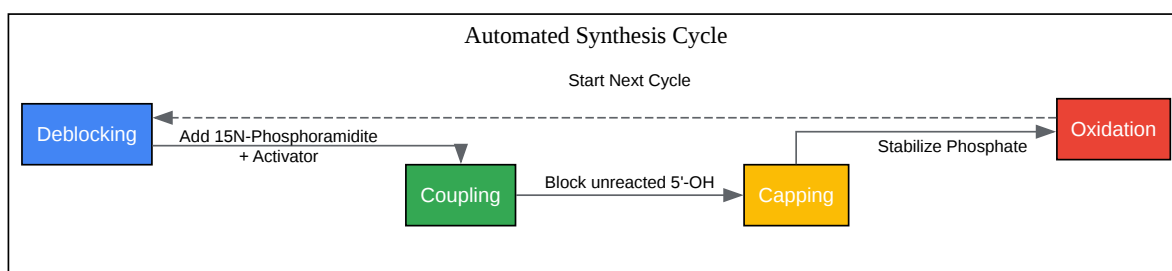 Automated Synthesis Cycle
Start Next Cycle
Deblocking
Add 15N-Phosphoramidite
+ Activator
Coupling
Block unreacted 5'-OH
Capping
Stabilize Phosphate
Oxidation